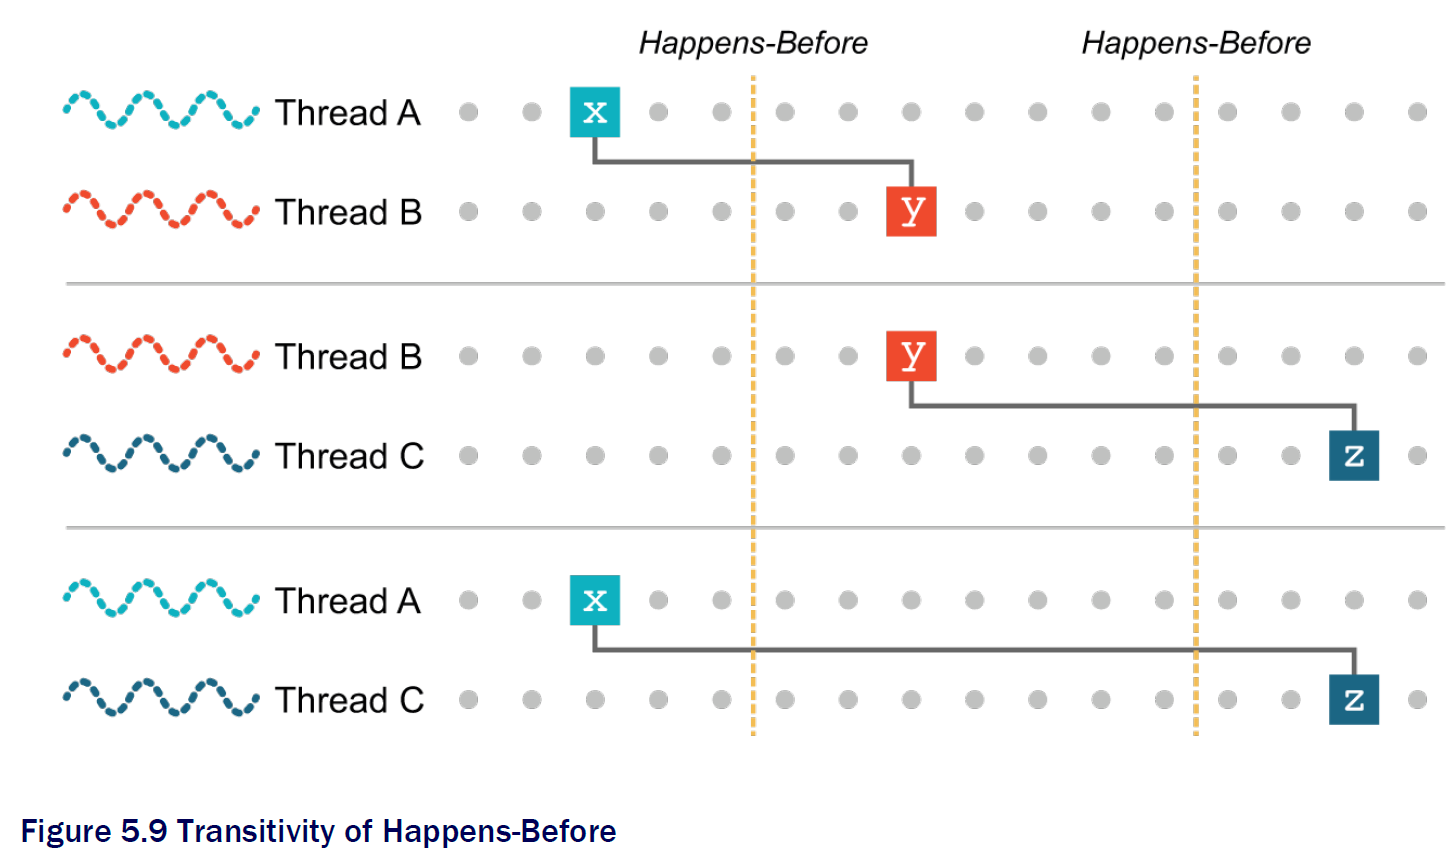 Happens-Before Happens-Before
Thread A x
Thread B y
Thread B y
Thread C z
Thread A x
Thread C z
Figure 5.9 Transitivity of Happens-Before